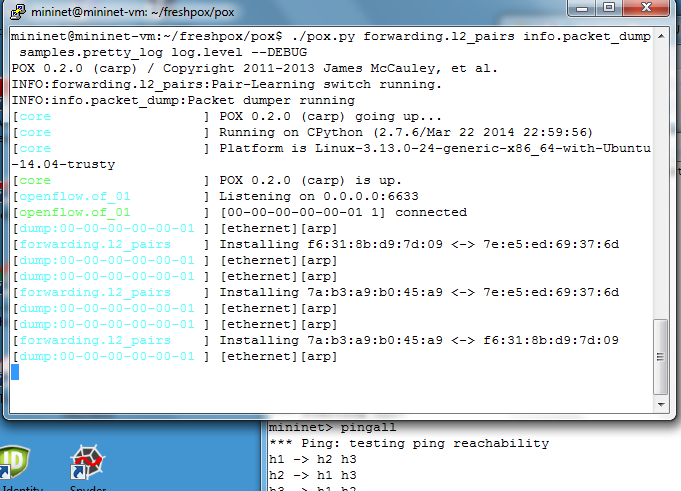 mininet@mininet-vm: ~/freshpox/pox
mininet@mininet-vm:~/freshpox/pox$ ./pox.py forwarding.l2_pairs info.packet_dump
samples.pretty_log log.level --DEBUG
POX 0.2.0 (carp) / Copyright 2011-2013 James McCauley, et al.
INFO:forwarding.l2_pairs:Pair-Learning switch running.
INFO:info.packet_dump:Packet dumper running
[core                   ] POX 0.2.0 (carp) going up...
[core                   ] Running on CPython (2.7.6/Mar 22 2014 22:59:56)
[core                   ] Platform is Linux-3.13.0-24-generic-x86_64-with-Ubuntu
-14.04-trusty
[core                   ] POX 0.2.0 (carp) is up.
[openflow.of_01         ] Listening on 0.0.0.0:6633
[openflow.of_01         ] [00-00-00-00-00-01 1] connected
[dump:00-00-00-00-00-01 ] [ethernet][arp]
[forwarding.l2_pairs    ] Installing f6:31:8b:d9:7d:09 <-> 7e:e5:ed:69:37:6d
[dump:00-00-00-00-00-01 ] [ethernet][arp]
[dump:00-00-00-00-00-01 ] [ethernet][arp]
[forwarding.l2_pairs    ] Installing 7a:b3:a9:b0:45:a9 <-> 7e:e5:ed:69:37:6d
[dump:00-00-00-00-00-01 ] [ethernet][arp]
[dump:00-00-00-00-00-01 ] [ethernet][arp]
[forwarding.l2_pairs    ] Installing 7a:b3:a9:b0:45:a9 <-> f6:31:8b:d9:7d:09
[dump:00-00-00-00-00-01 ] [ethernet][arp]
mininet> pingall
*** Ping: testing ping reachability
h1 -> h2 h3
h2 -> h1 h3
h3 -> h1 h2
Identity
Spyder